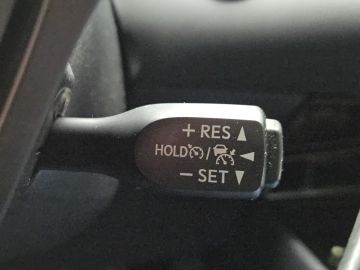 + RES ▲
HOLD / ◄
− SET ▼